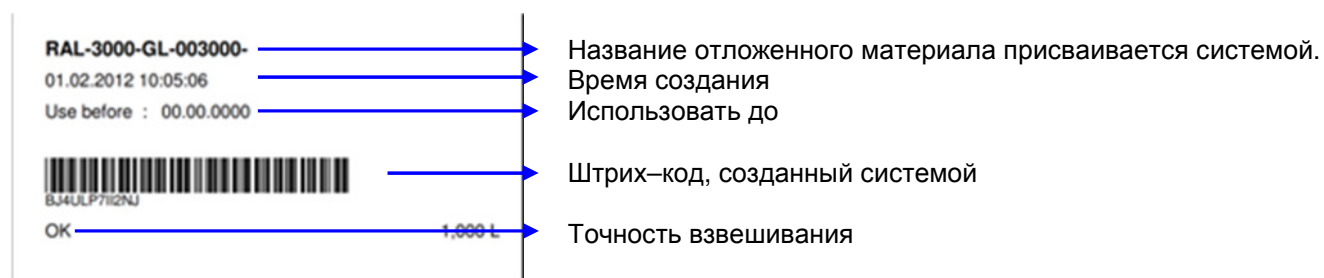 RAL-3000-GL-003000- Название отложенного материала присваивается системой.
01.02.2012 10:05:06 Время создания
Use before : 00.00.0000 Использовать до
Штрих–код, созданный системой
BJ4ULP7II2NJ
OK 1,000 L Точность взвешивания